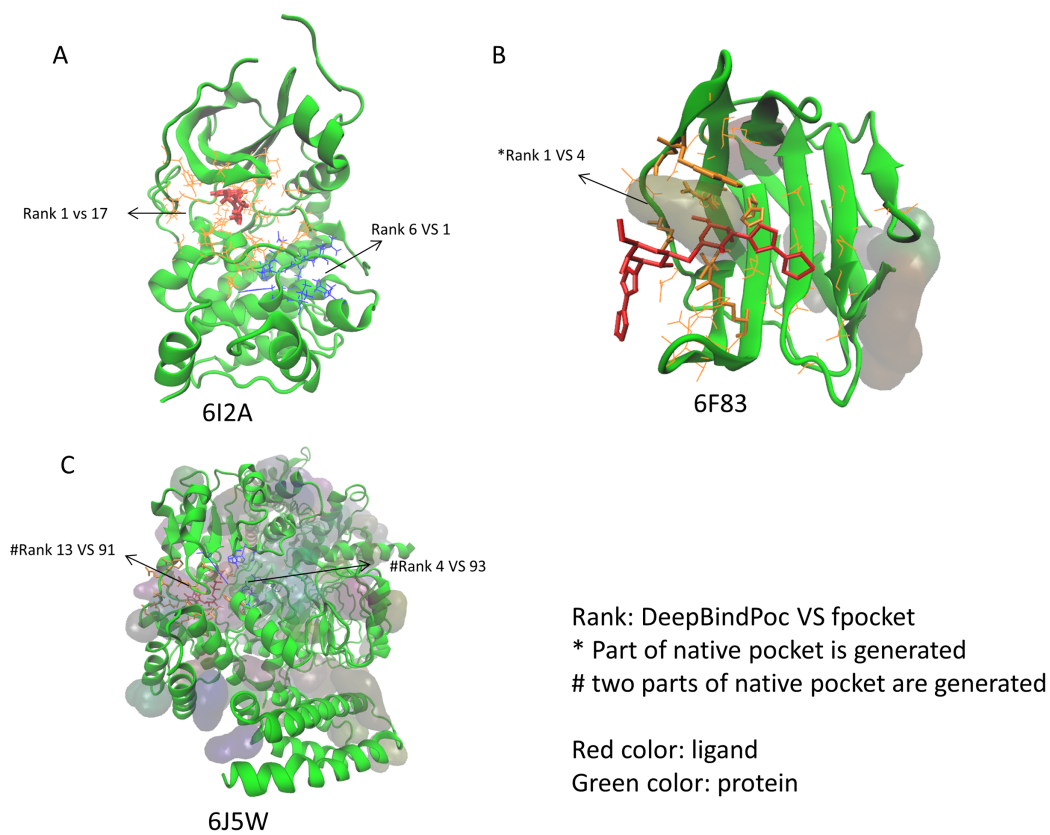 A
Rank 1 vs 17
Rank 6 VS 1
6I2A
B
*Rank 1 VS 4
6F83
C
#Rank 13 VS 91
#Rank 4 VS 93
6J5W
Rank: DeepBindPoc VS fpocket
* Part of native pocket is generated
# two parts of native pocket are generated
Red color: ligand
Green color: protein